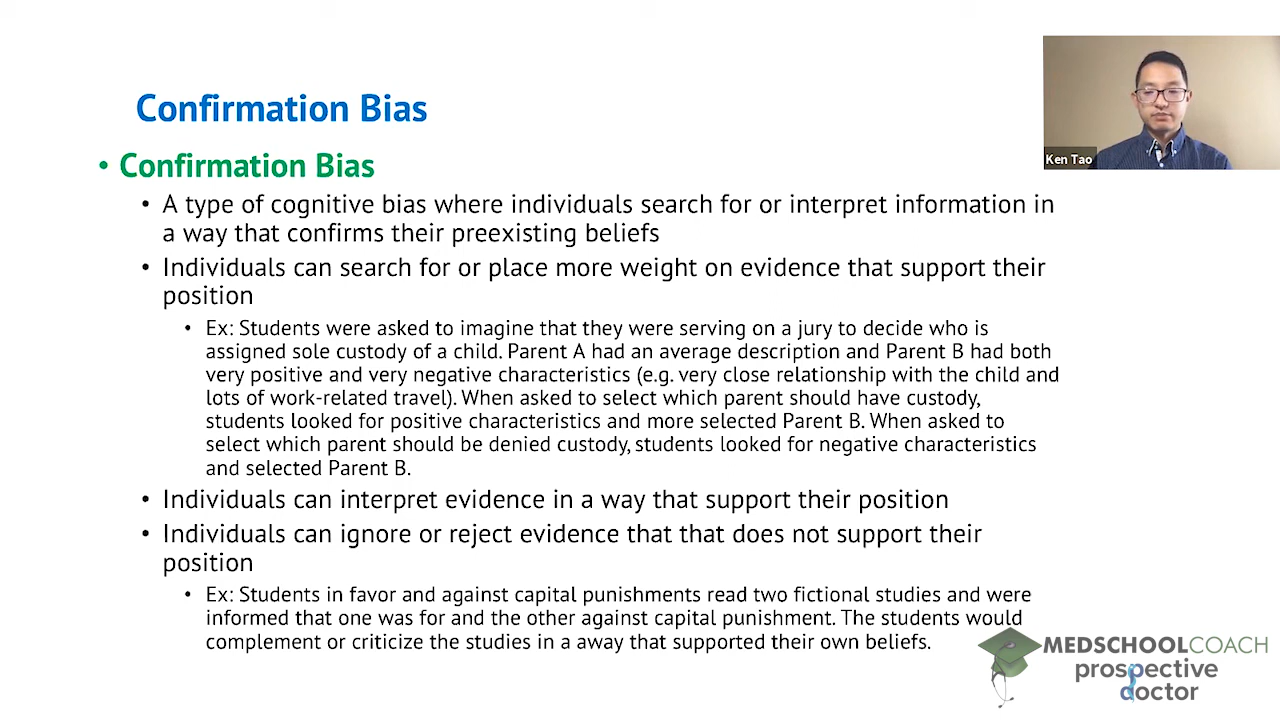 Confirmation Bias
Ken Tao
• Confirmation Bias
• A type of cognitive bias where individuals search for or interpret information in
a way that confirms their preexisting beliefs
• Individuals can search for or place more weight on evidence that support their
position
• Ex: Students were asked to imagine that they were serving on a jury to decide who is
assigned sole custody of a child. Parent A had an average description and Parent B had both
very positive and very negative characteristics (e.g. very close relationship with the child and
lots of work-related travel). When asked to select which parent should have custody,
students looked for positive characteristics and more selected Parent B. When asked to
select which parent should be denied custody, students looked for negative characteristics
and selected Parent B.
• Individuals can interpret evidence in a way that support their position
• Individuals can ignore or reject evidence that that does not support their
position
• Ex: Students in favor and against capital punishments read two fictional studies and were
informed that one was for and the other against capital punishment. The students would
complement or criticize the studies in a away that supported their own beliefs.
MEDSCHOOLCOACH
prospective
doctor